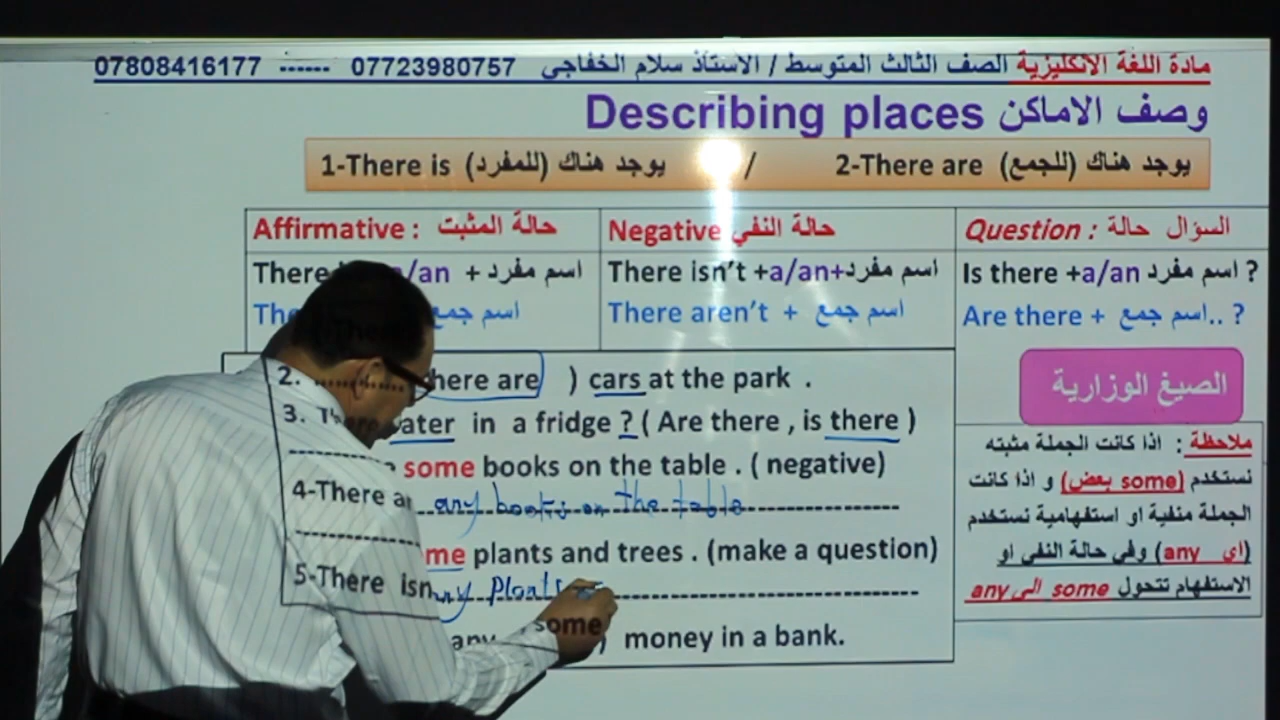 مادة اللغة الانكليزية الصف الثالث المتوسط / الاستاذ سلام الخفاجي 07723980757 ------ 07808416177
Describing places وصف الاماكن
1-There is يوجد هناك (للمفرد) / 2-There are يوجد هناك (للجمع)
Affirmative : حالة المثبت
Negative حالة النفي
Question : السؤال حالة
There a/an + اسم مفرد
There isn't +a/an+ اسم مفرد
Is there +a/an اسم مفرد ?
The اسم جمع
There aren't + اسم جمع
Are there + اسم جمع.. ?
2. ........... here are ) cars at the park .
3. ater in a fridge ? ( Are there , is there )
4-There ar some books on the table . ( negative)
any books on the table
me plants and trees . (make a question)
any Plants
5-There isn any some ) money in a bank.
الصيغ الوزارية
ملاحظة : اذا كانت الجملة مثبته
نستخدم (some بعض) و اذا كانت
الجملة منفية او استفهامية نستخدم
(any اي) وفي حالة النفي او
الاستفهام تتحول some الى any